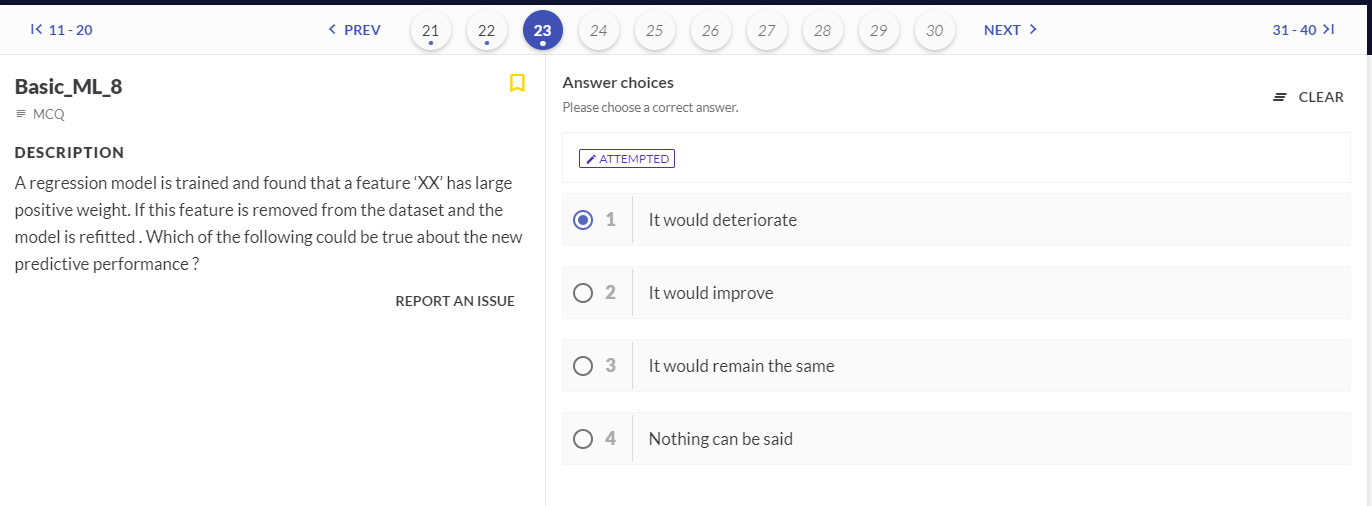 11 - 20
PREV
21
22
23
24
25
26
27
28
29
30
NEXT
31 - 40
Basic_ML_8
MCQ
DESCRIPTION
A regression model is trained and found that a feature ‘XX’ has large
positive weight. If this feature is removed from the dataset and the
model is refitted . Which of the following could be true about the new
predictive performance ?
REPORT AN ISSUE
Answer choices
Please choose a correct answer.
CLEAR
ATTEMPTED
1 It would deteriorate
2 It would improve
3 It would remain the same
4 Nothing can be said